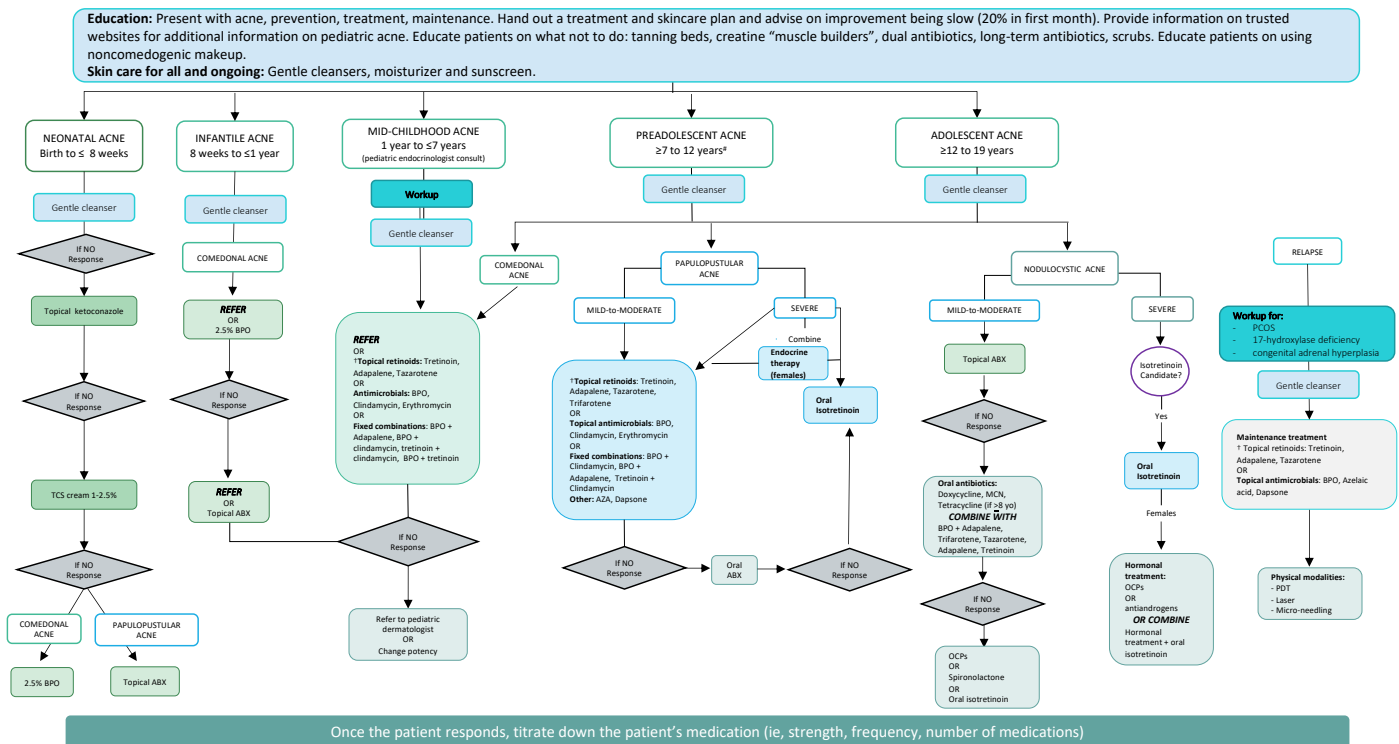 Education: Present with acne, prevention, treatment, maintenance. Hand out a treatment and skincare plan and advise on improvement being slow (20% in first month). Provide information on trusted
websites for additional information on pediatric acne. Educate patients on what not to do: tanning beds, creatine “muscle builders”, dual antibiotics, long-term antibiotics, scrubs. Educate patients on using
noncomedogenic makeup.
Skin care for all and ongoing: Gentle cleansers, moisturizer and sunscreen.
NEONATAL ACNE
Birth to ≤ 8 weeks
Gentle cleanser
If NO
Response
Topical ketoconazole
If NO
Response
TCS cream 1-2.5%
If NO
Response
COMEDONAL
ACNE
2.5% BPO
PAPULOPUSTULAR
ACNE
Topical ABX
INFANTILE ACNE
8 weeks to ≤1 year
Gentle cleanser
COMEDONAL ACNE
REFER
OR
2.5% BPO
If NO
Response
REFER
OR
Topical ABX
MID-CHILDHOOD ACNE
1 year to ≤7 years
(pediatric endocrinologist consult)
Workup
Gentle cleanser
REFER
OR
†Topical retinoids: Tretinoin,
Adapalene, Tazarotene
OR
Antimicrobials: BPO,
Clindamycin, Erythromycin
OR
Fixed combinations: BPO +
Adapalene, BPO +
clindamycin, tretinoin +
clindamycin, BPO + tretinoin
If NO
Response
Refer to pediatric
dermatologist
OR
Change potency
PREADOLESCENT ACNE
≥7 to 12 years#
Gentle cleanser
ADOLESCENT ACNE
≥12 to 19 years
Gentle cleanser
COMEDONAL
ACNE
PAPULOPUSTULAR
ACNE
MILD-to-MODERATE
†Topical retinoids: Tretinoin,
Adapalene, Tazarotene,
Trifarotene
OR
Topical antimicrobials: BPO,
Clindamycin, Erythromycin
OR
Fixed combinations: BPO +
Clindamycin, BPO +
Adapalene, Tretinoin +
Clindamycin
Other: AZA, Dapsone
If NO
Response
Oral
ABX
If NO
Response
SEVERE
Combine
Endocrine
therapy
(females)
Oral
Isotretinoin
NODULOCYSTIC ACNE
MILD-to-MODERATE
Topical ABX
If NO
Response
Oral antibiotics:
Doxycycline, MCN,
Tetracycline (if >8 yo)
COMBINE WITH
BPO + Adapalene,
Trifarotene, Tazarotene,
Adapalene, Tretinoin
If NO
Response
OCPs
OR
Spironolactone
OR
Oral isotretinoin
SEVERE
Isotretinoin
Candidate?
Yes
Oral
Isotretinoin
Females
Hormonal
treatment:
OCPs
OR
antiandrogens
OR COMBINE
Hormonal
treatment + oral
isotretinoin
RELAPSE
Workup for:
- PCOS
- 17-hydroxylase deficiency
- congenital adrenal hyperplasia
Gentle cleanser
Maintenance treatment
† Topical retinoids: Tretinoin,
Adapalene, Tazarotene
OR
Topical antimicrobials: BPO, Azelaic
acid, Dapsone
Physical modalities:
- PDT
- Laser
- Micro-needling
Once the patient responds, titrate down the patient’s medication (ie, strength, frequency, number of medications)